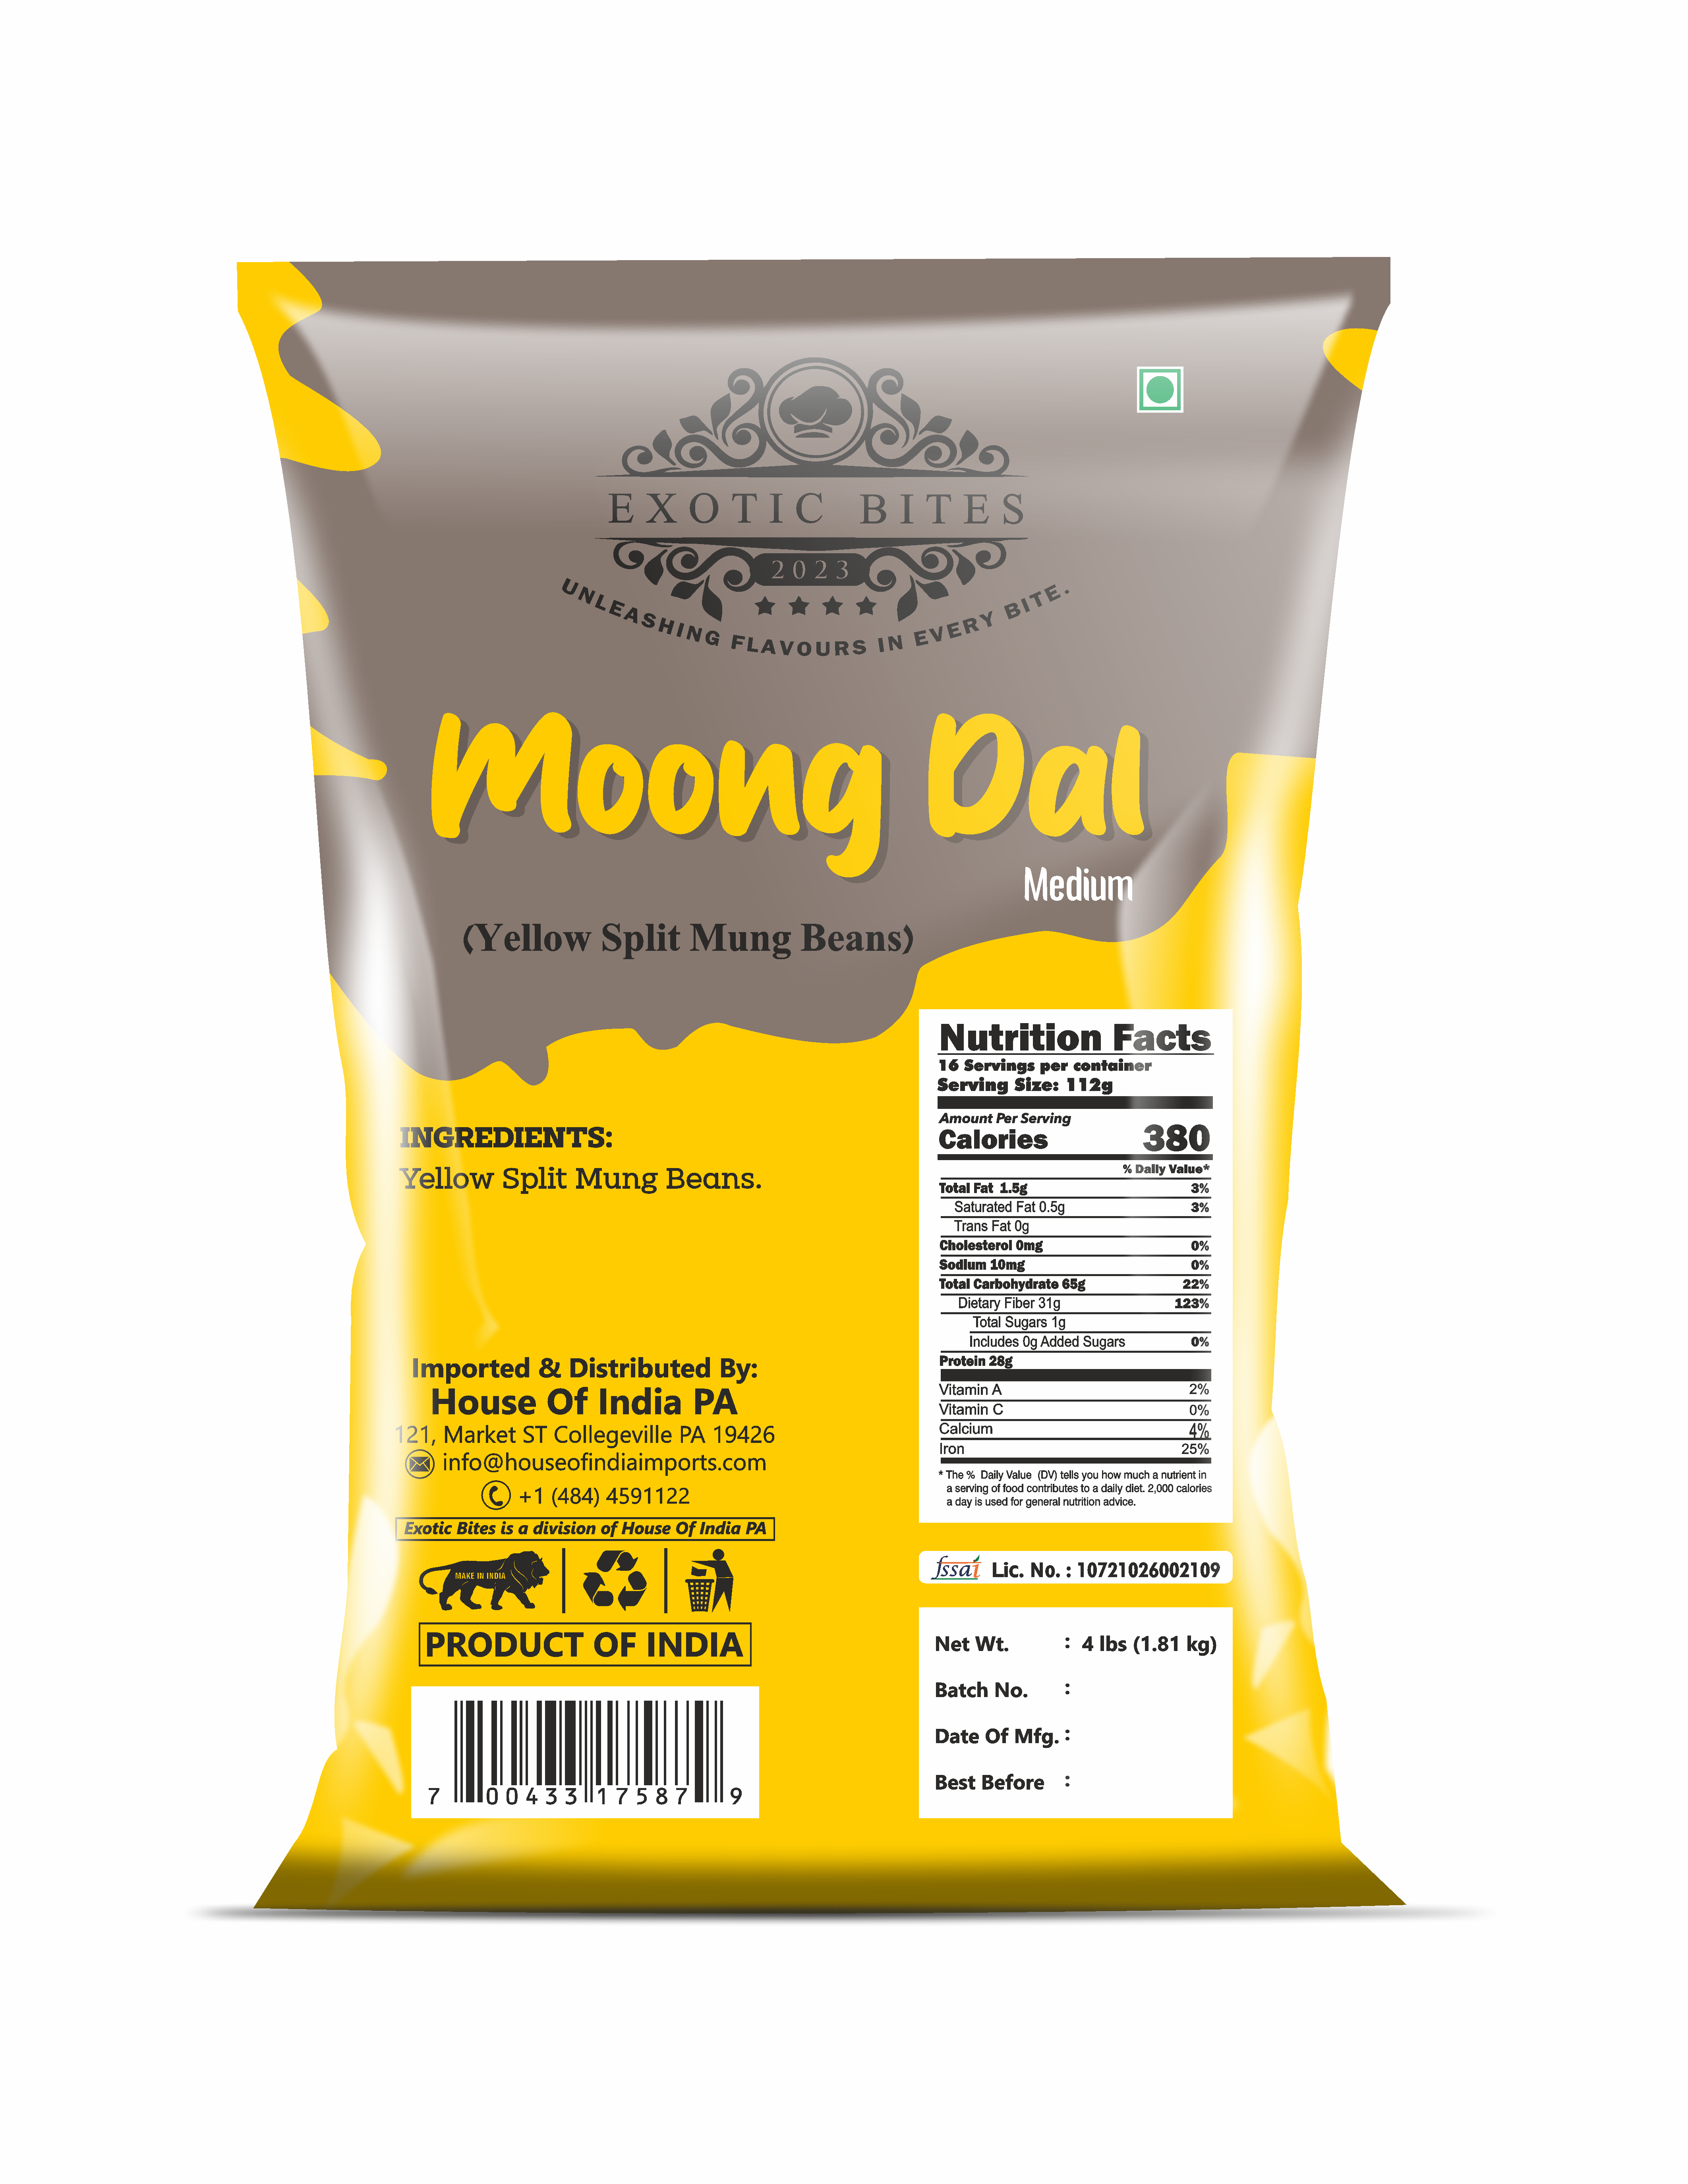 EXOTIC BITES
2023
UNLEASHING FLAVOURS IN EVERY BITE.
Moong Dal
Medium
(Yellow Split Mung Beans)
INGREDIENTS:
Yellow Split Mung Beans.
Imported & Distributed By:
House Of India PA
121, Market ST Collegeville PA 19426
info@houseofindiaimports.com
+1 (484) 4591122
Exotic Bites is a division of House Of India PA
MAKE IN INDIA
PRODUCT OF INDIA
7 00433 17587 9
Nutrition Facts
16 Servings per container
Serving Size: 112g
Amount Per Serving
Calories 380
% Daily Value*
Total Fat 1.5g 3%
Saturated Fat 0.5g 3%
Trans Fat 0g
Cholesterol 0mg 0%
Sodium 10mg 0%
Total Carbohydrate 65g 22%
Dietary Fiber 31g 123%
Total Sugars 1g
Includes 0g Added Sugars 0%
Protein 28g
Vitamin A 2%
Vitamin C 0%
Calcium 4%
Iron 25%
* The % Daily Value (DV) tells you how much a nutrient in
a serving of food contributes to a daily diet. 2,000 calories
a day is used for general nutrition advice.
fssai Lic. No. : 10721026002109
Net Wt. : 4 lbs (1.81 kg)
Batch No. :
Date Of Mfg. :
Best Before :